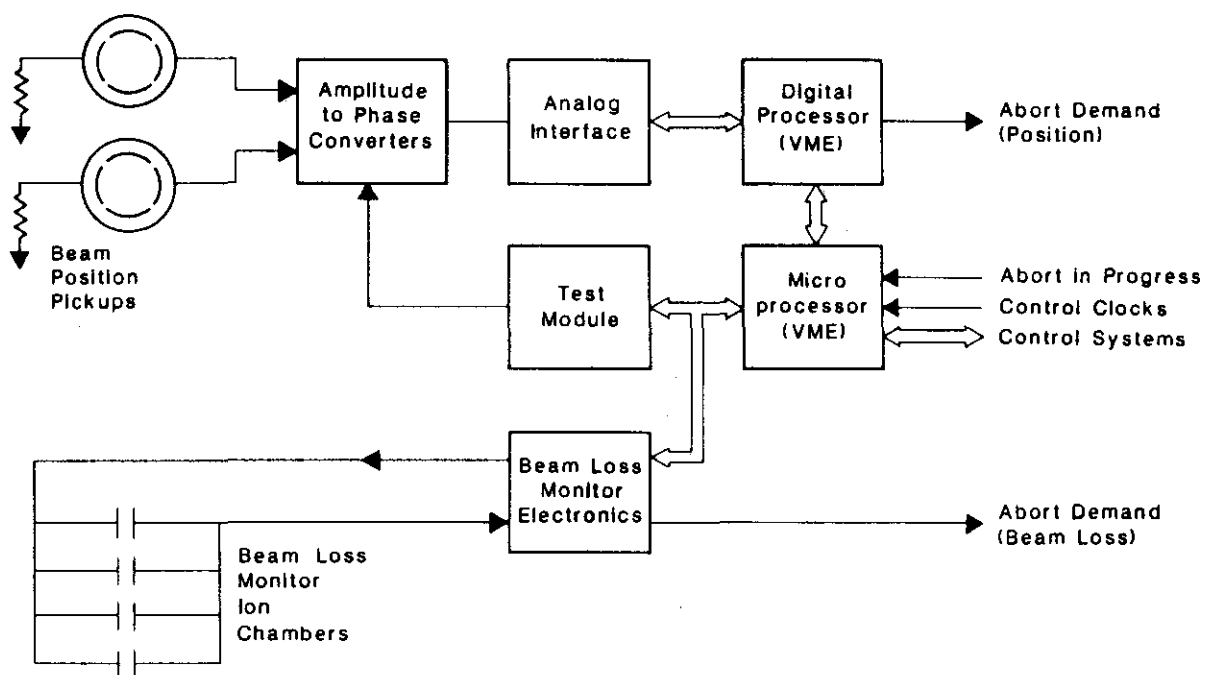 Amplitude
to Phase
Converters
Analog
Interface
Digital
Processor
(VME)
Abort Demand
(Position)
Beam
Position
Pickups
Test
Module
Micro
processor
(VME)
Abort in Progress
Control Clocks
Control Systems
Beam Loss
Monitor
Electronics
Abort Demand
(Beam Loss)
Beam Loss
Monitor
Ion
Chambers